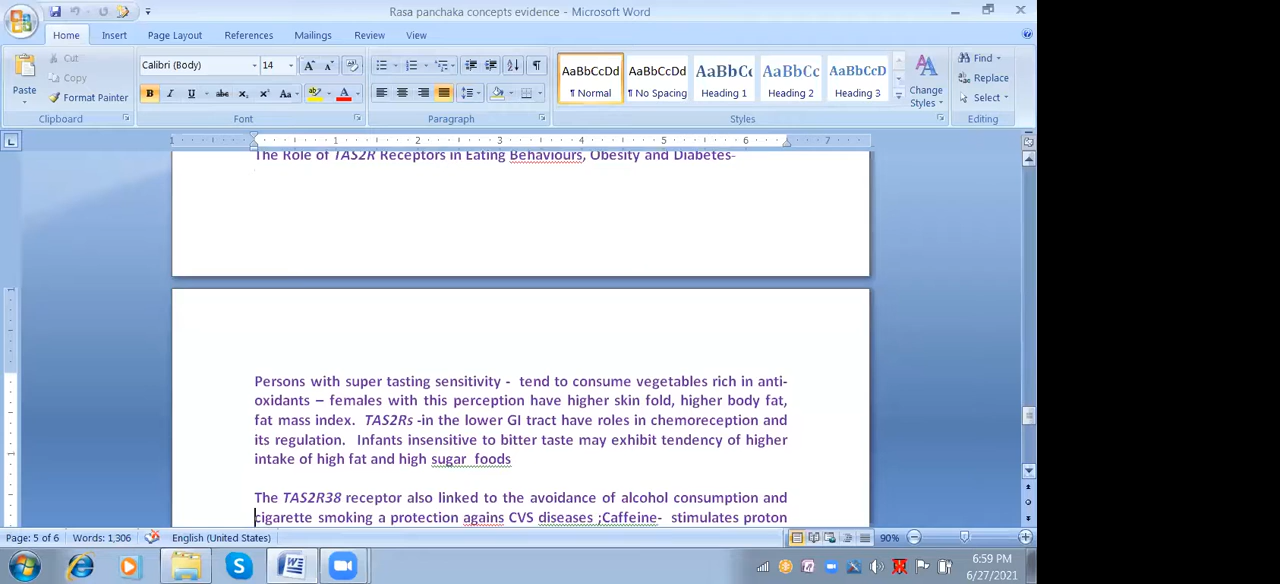 Rasa panchaka concepts evidence - Microsoft Word
Home Insert Page Layout References Mailings Review View
Paste
Cut
Copy
Format Painter
Clipboard
Calibri (Body) 14
Font
Paragraph
AaBbCcDd AaBbCcDd AaBbCc AaBbCc AaBbCcD
¶ Normal ¶ No Spacing Heading 1 Heading 2 Heading 3
Change Styles
Styles
Find
Replace
Select
Editing
1 1 2 3 4 5 6 7
The Role of TAS2R Receptors in Eating Behaviours, Obesity and Diabetes-
Persons with super tasting sensitivity - tend to consume vegetables rich in anti-
oxidants – females with this perception have higher skin fold, higher body fat,
fat mass index. TAS2Rs -in the lower GI tract have roles in chemoreception and
its regulation. Infants insensitive to bitter taste may exhibit tendency of higher
intake of high fat and high sugar foods
The TAS2R38 receptor also linked to the avoidance of alcohol consumption and
cigarette smoking a protection agains CVS diseases ;Caffeine- stimulates proton
Page: 5 of 6 Words: 1,306 English (United States) 90%
6:59 PM
6/27/2021